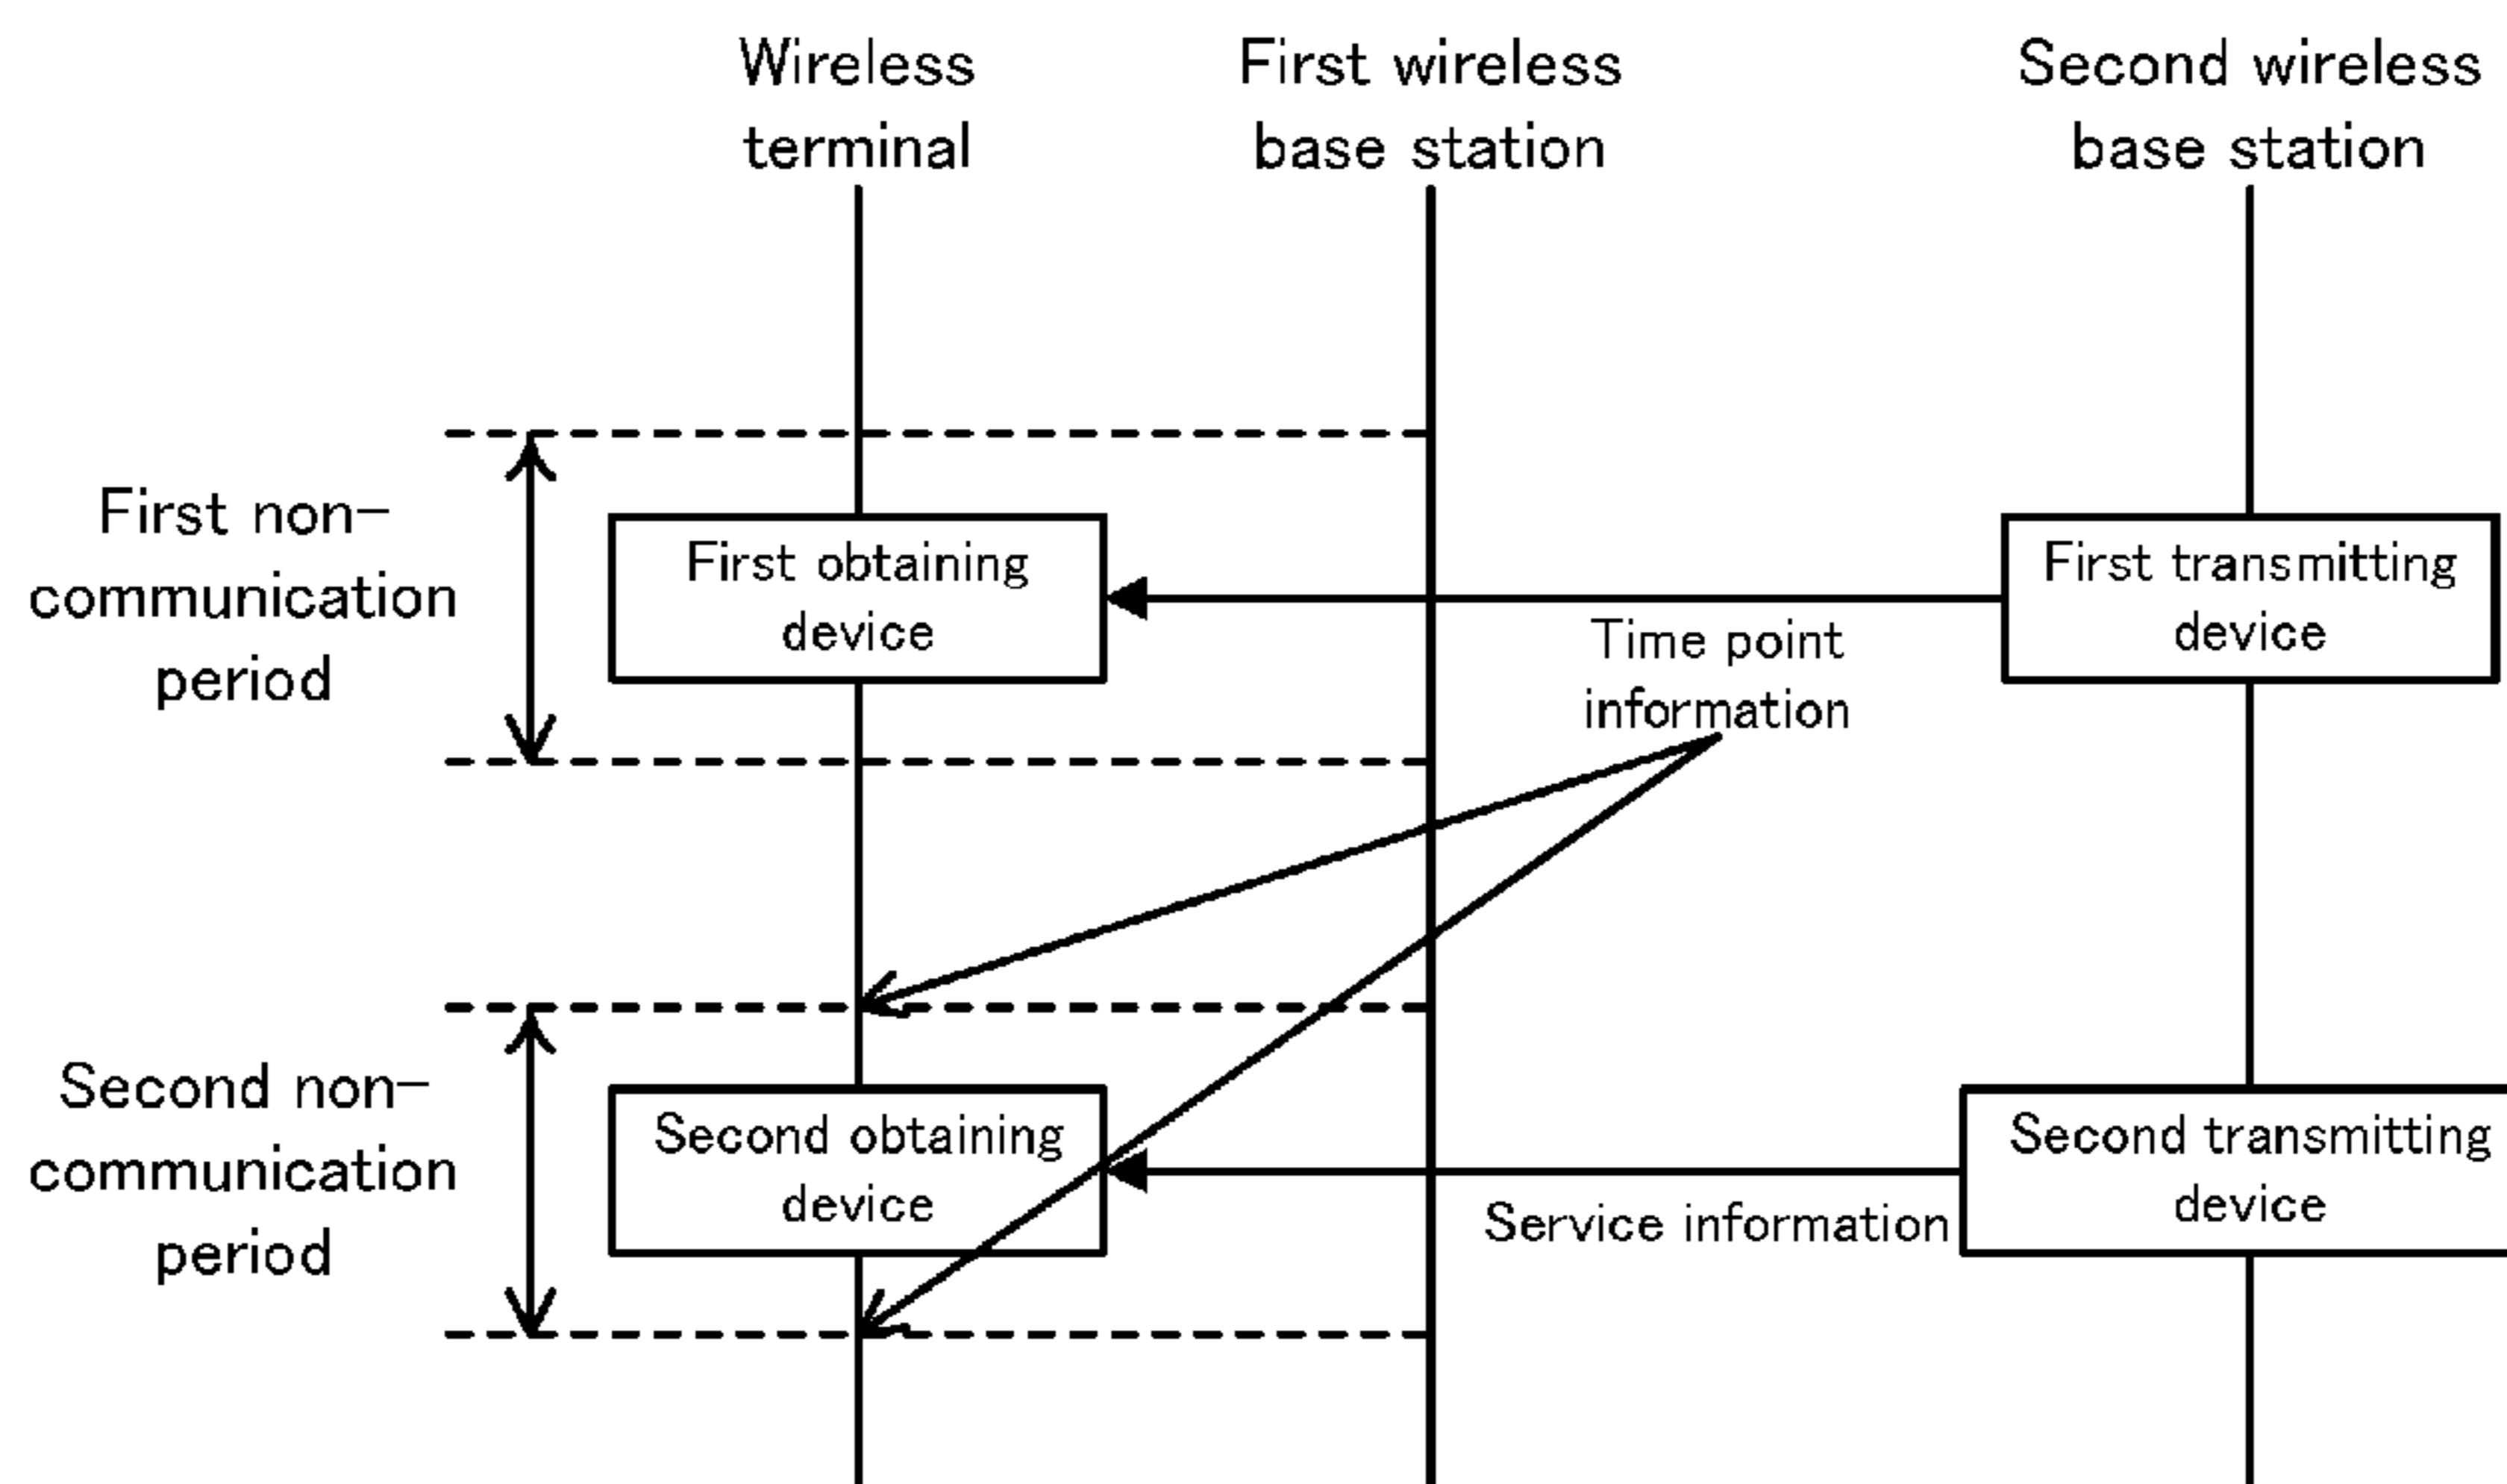 Wireless
terminal
First wireless
base station
Second wireless
base station
First non-
communication
period
First obtaining
device
First transmitting
device
Time point
information
Second non-
communication
period
Second obtaining
device
Second transmitting
device
Service information